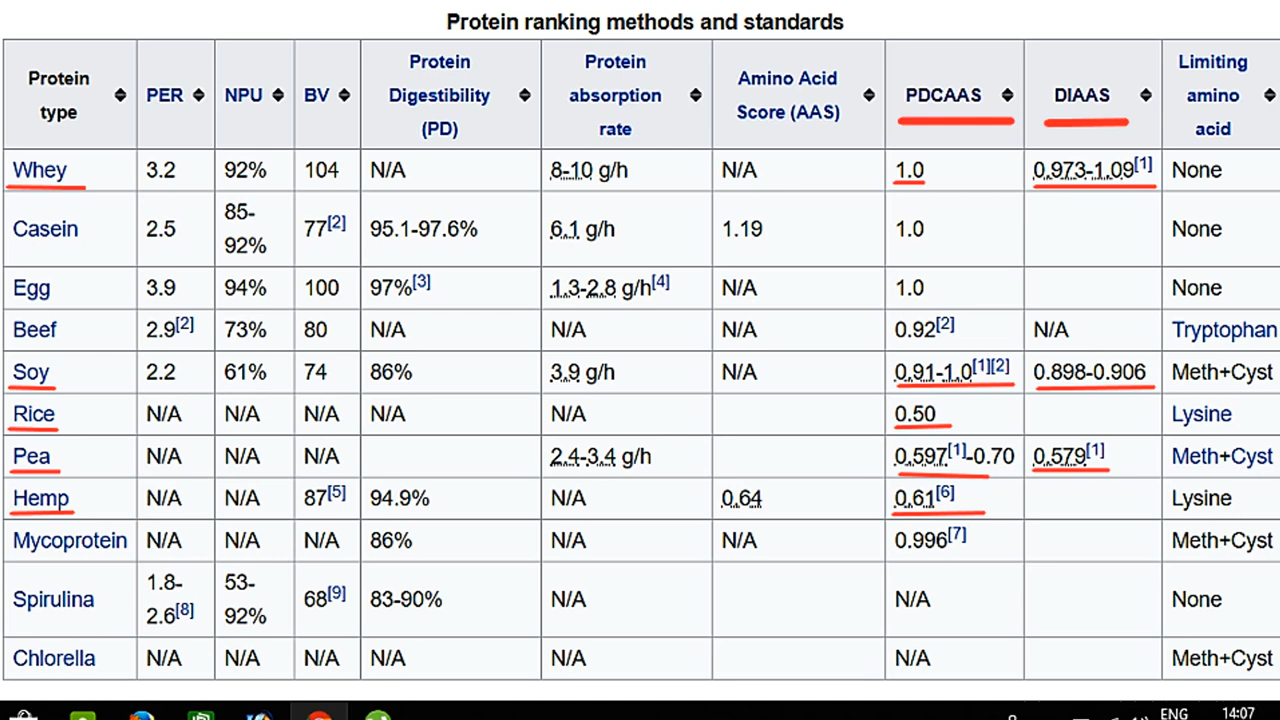 Protein ranking methods and standards
Protein type PER NPU BV Protein Digestibility (PD) Protein absorption rate Amino Acid Score (AAS) PDCAAS DIAAS Limiting amino acid
Whey 3.2 92% 104 N/A 8-10 g/h N/A 1.0 0.973-1.09[1] None
Casein 2.5 85-92% 77[2] 95.1-97.6% 6.1 g/h 1.19 1.0 None
Egg 3.9 94% 100 97%[3] 1.3-2.8 g/h[4] N/A 1.0 None
Beef 2.9[2] 73% 80 N/A N/A N/A 0.92[2] N/A Tryptophan
Soy 2.2 61% 74 86% 3.9 g/h N/A 0.91-1.0[1][2] 0.898-0.906 Meth+Cyst
Rice N/A N/A N/A N/A N/A 0.50 Lysine
Pea N/A N/A N/A 2.4-3.4 g/h 0.597[1]-0.70 0.579[1] Meth+Cyst
Hemp N/A N/A 87[5] 94.9% N/A 0.64 0.61[6] Lysine
Mycoprotein N/A N/A N/A 86% N/A N/A 0.996[7] Meth+Cyst
Spirulina 1.8-2.6[8] 53-92% 68[9] 83-90% N/A N/A None
Chlorella N/A N/A N/A N/A N/A N/A Meth+Cyst
ENG 14:07